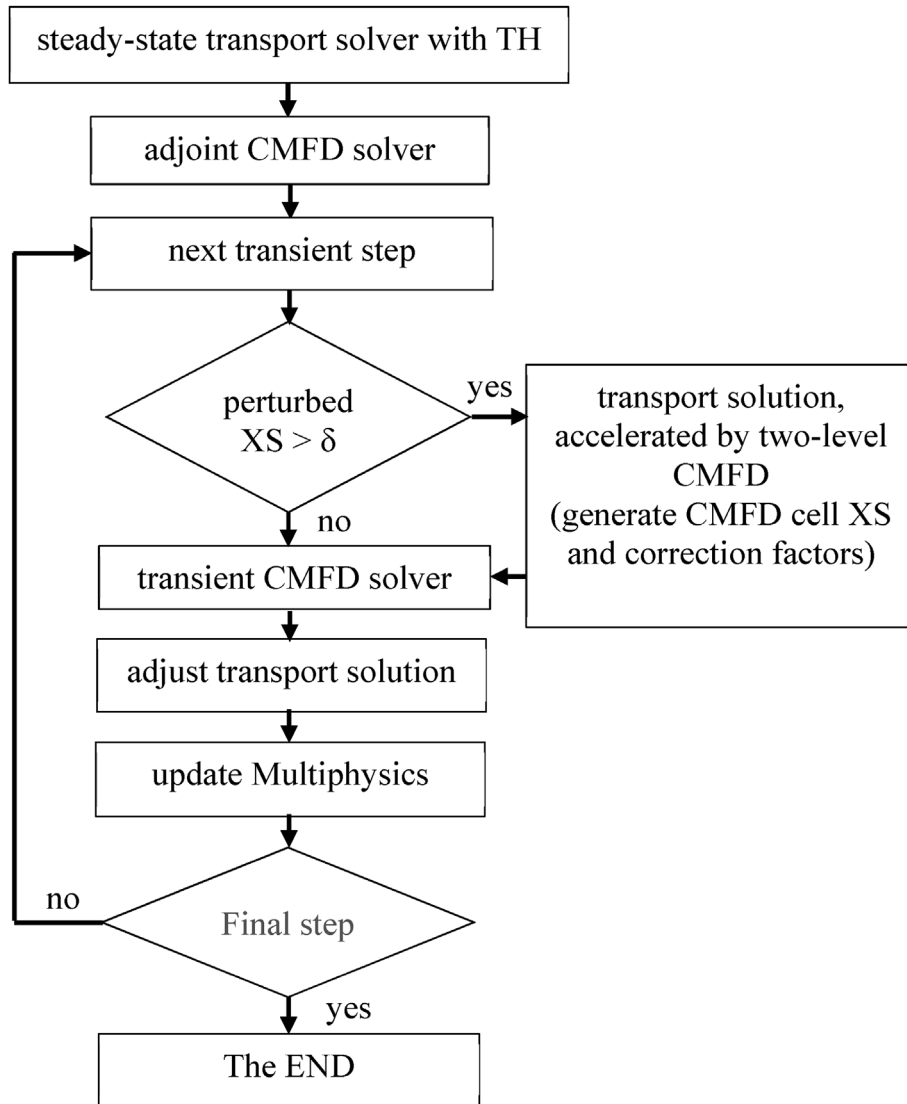 steady-state transport solver with TH
adjoint CMFD solver
next transient step
perturbed
XS > δ
yes
transport solution,
accelerated by two-level
CMFD
(generate CMFD cell XS
and correction factors)
no
transient CMFD solver
adjust transport solution
update Multiphysics
no
Final step
yes
The END